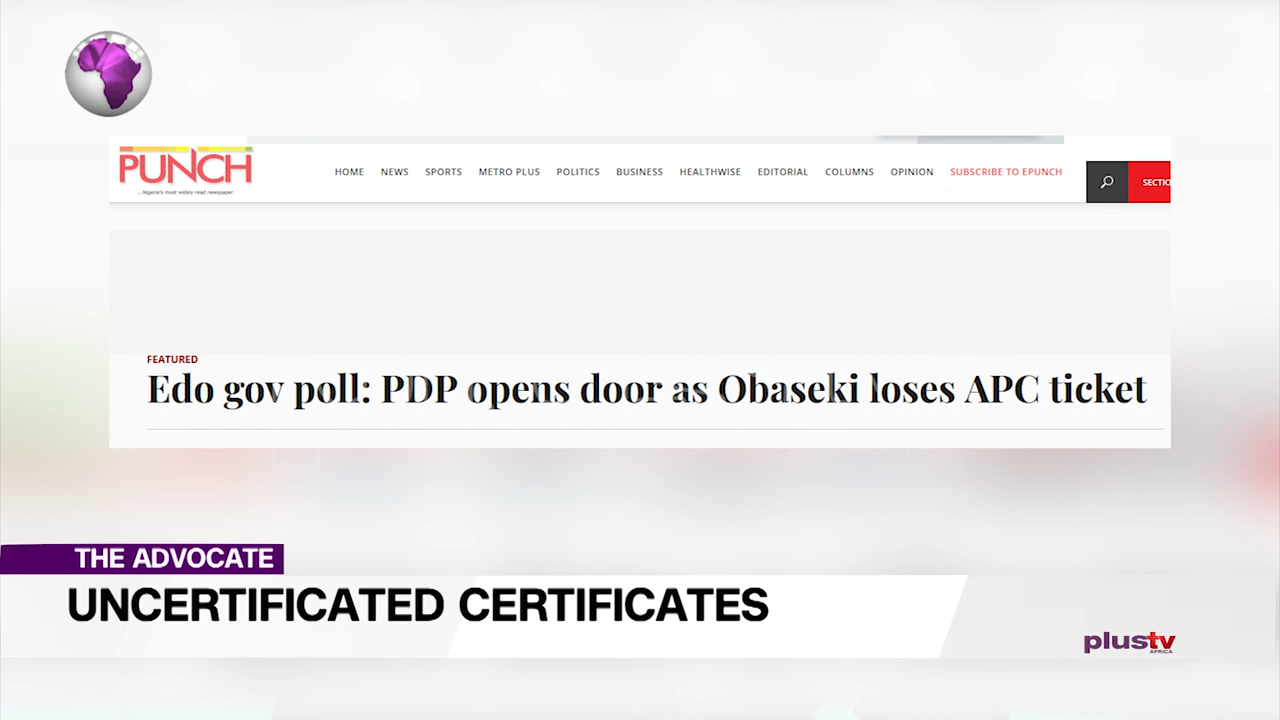 PUNCH
...Nigeria's most widely read newspaper
HOME NEWS SPORTS METRO PLUS POLITICS BUSINESS HEALTHWISE EDITORIAL COLUMNS OPINION SUBSCRIBE TO EPUNCH
SECTIO
FEATURED
Edo gov poll: PDP opens door as Obaseki loses APC ticket
THE ADVOCATE
UNCERTIFICATED CERTIFICATES
plustv
AFRICA